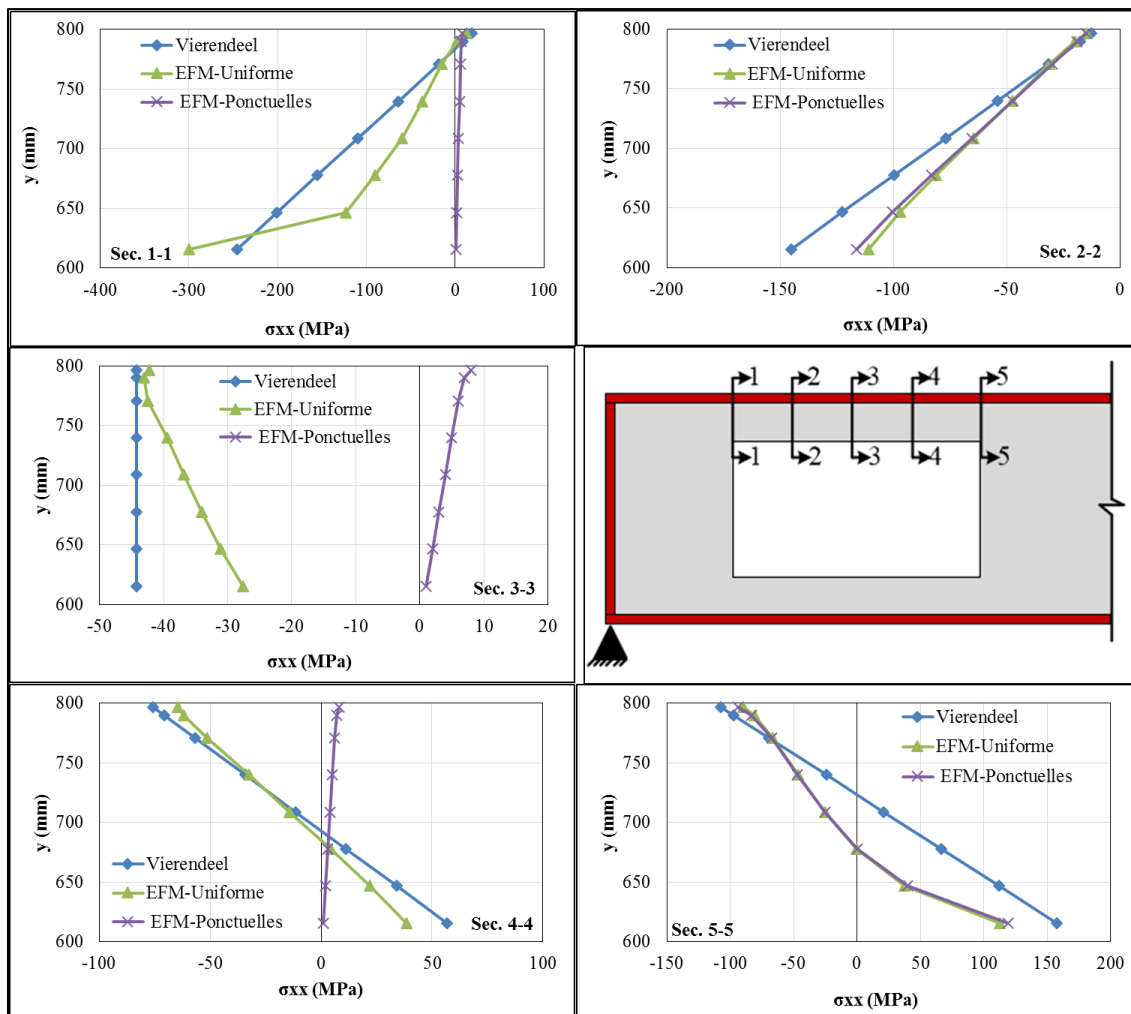 800
750
700
650
600
y (mm)
Vierendeel
EFM-Uniforme
EFM-Ponctuelles
Sec. 1-1
-400 -300 -200 -100 0 100
σxx (MPa)
800
750
700
650
600
y (mm)
Vierendeel
EFM-Uniforme
EFM-Ponctuelles
Sec. 2-2
-200 -150 -100 -50 0
σxx (MPa)
800
750
700
650
600
y (mm)
Vierendeel
EFM-Uniforme
EFM-Ponctuelles
Sec. 3-3
-50 -40 -30 -20 -10 0 10 20
σxx (MPa)
1 2 3 4 5
1 2 3 4 5
800
750
700
650
600
y (mm)
Vierendeel
EFM-Uniforme
EFM-Ponctuelles
Sec. 4-4
-100 -50 0 50 100
σxx (MPa)
800
750
700
650
600
y (mm)
Vierendeel
EFM-Uniforme
EFM-Ponctuelles
Sec. 5-5
-150 -100 -50 0 50 100 150 200
σxx (MPa)